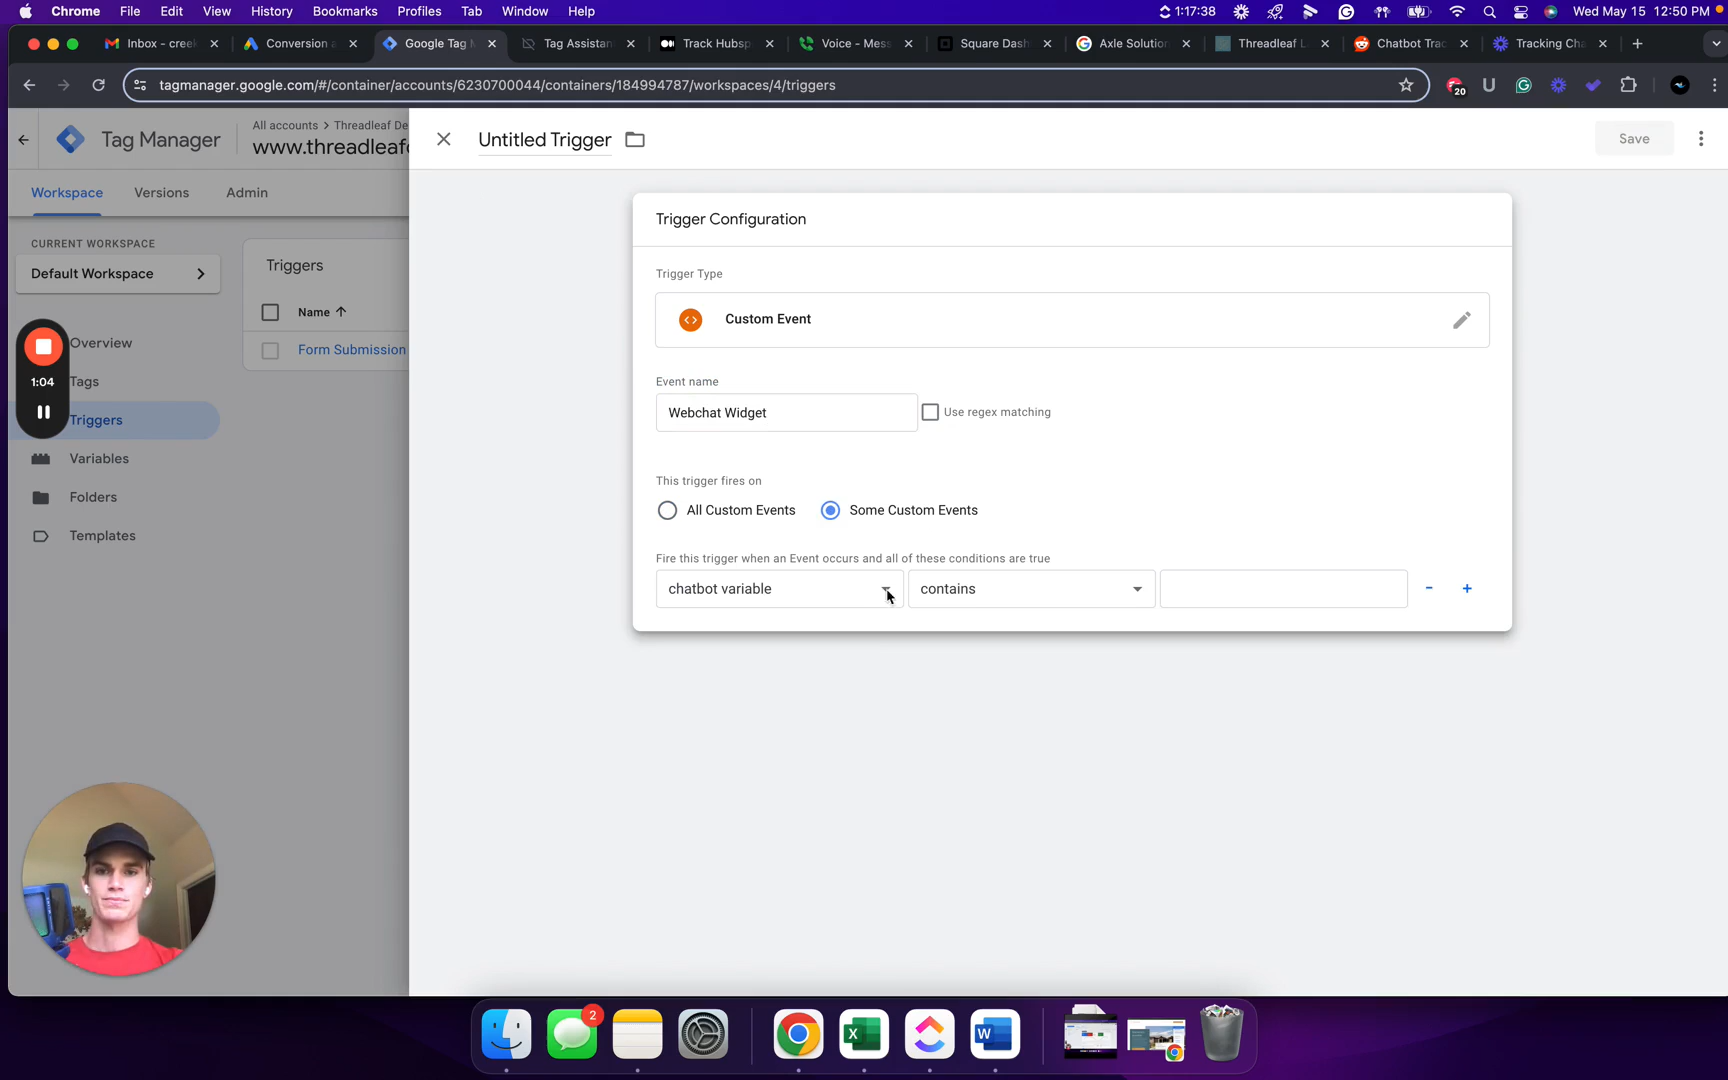 Chrome File Edit View History Bookmarks Profiles Tab Window Help 1:17:38 Wed May 15 12:50 PM
Inbox - creek Conversion a Google Tag M Tag Assistan Track Hubsp Voice - Mess Square Dash Axle Solution Threadleaf L Chatbot Trac Tracking Cha
tagmanager.google.com/#/container/accounts/6230700044/containers/184994787/workspaces/4/triggers
20
Tag Manager
All accounts > Threadleaf De
www.threadleafc
Untitled Trigger
Save
Workspace Versions Admin
CURRENT WORKSPACE
Default Workspace
Triggers
Name
Form Submission
Overview
Tags
Triggers
Variables
Folders
Templates
1:04
Trigger Configuration
Trigger Type
Custom Event
Event name
Webchat Widget
Use regex matching
This trigger fires on
All Custom Events Some Custom Events
Fire this trigger when an Event occurs and all of these conditions are true
chatbot variable contains - +
2